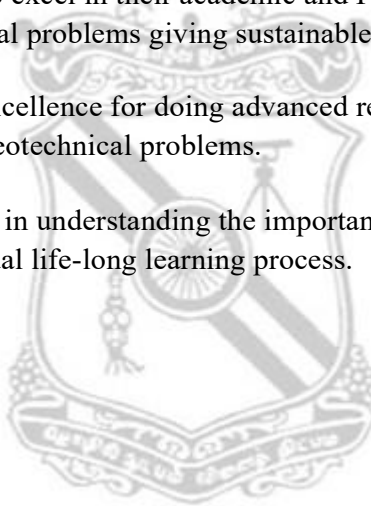 excel in their academic and
al problems giving sustainable
cellence for doing advanced re
eotechnical problems.
in understanding the importan
al life-long learning process.